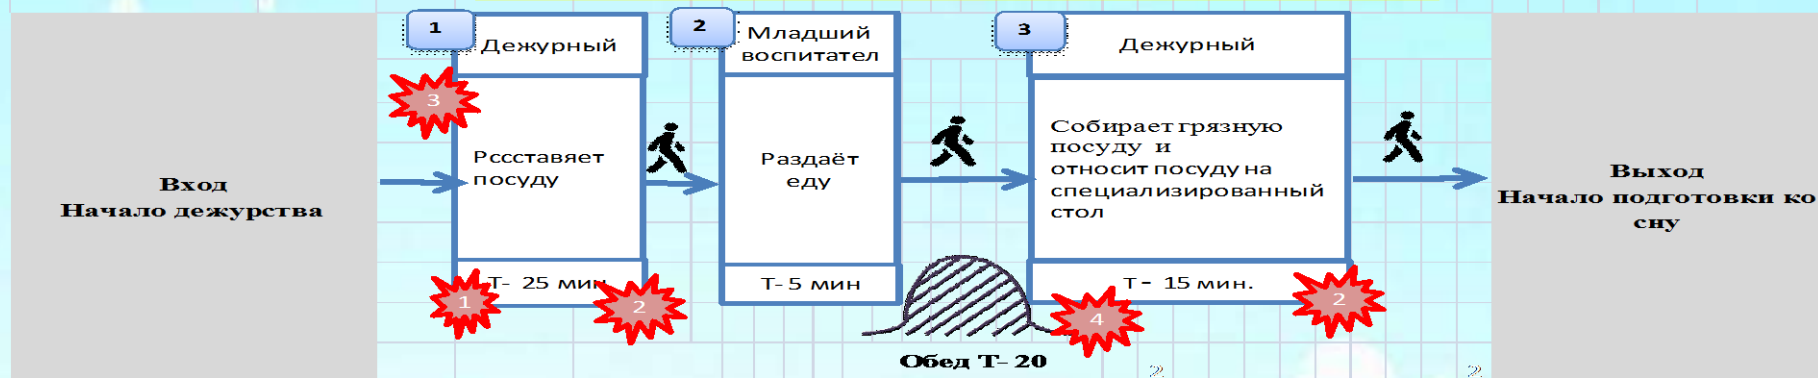 Вход
Начало дежурства
1
Дежурный
3
Рссставяет
посуду
Т- 25 мин
1
2
2
Младший
воспитател
Раздаёт
еду
Т- 5 мин
Обед Т- 20
3
Дежурный
Собирает грязную
посуду и
относит посуду на
специализированный
стол
Т - 15 мин.
4
2
2
2
Выход
Начало подготовки ко
сну